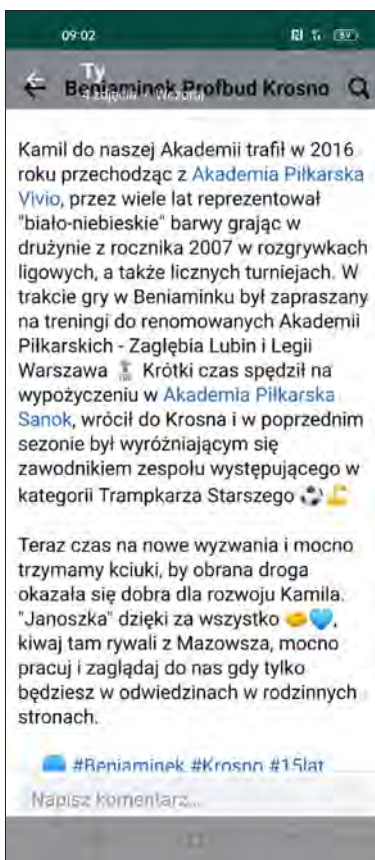 09:02
Ty
4 zdjęcia • Wczoraj
Beniaminek Profbud Krosno
Kamil do naszej Akademii trafił w 2016
roku przechodząc z Akademia Piłkarska
Vivio, przez wiele lat reprezentował
"biało-niebieskie" barwy grając w
drużynie z rocznika 2007 w rozgrywkach
ligowych, a także licznych turniejach. W
trakcie gry w Beniaminku był zapraszany
na treningi do renomowanych Akademii
Piłkarskich - Zagłębia Lubin i Legii
Warszawa Krótki czas spędził na
wypożyczeniu w Akademia Piłkarska
Sanok, wrócił do Krosna i w poprzednim
sezonie był wyróżniającym się
zawodnikiem zespołu występującego w
kategorii Trampkarza Starszego ⚽
Teraz czas na nowe wyzwania i mocno
trzymamy kciuki, by obrana droga
okazała się dobra dla rozwoju Kamila.
"Janoszka" dzięki za wszystko 🤝💙,
kiwaj tam rywali z Mazowsza, mocno
pracuj i zaglądaj do nas gdy tylko
będziesz w odwiedzinach w rodzinnych
stronach.
#Beniaminek #Krosno #15lat
Napisz komentarz...